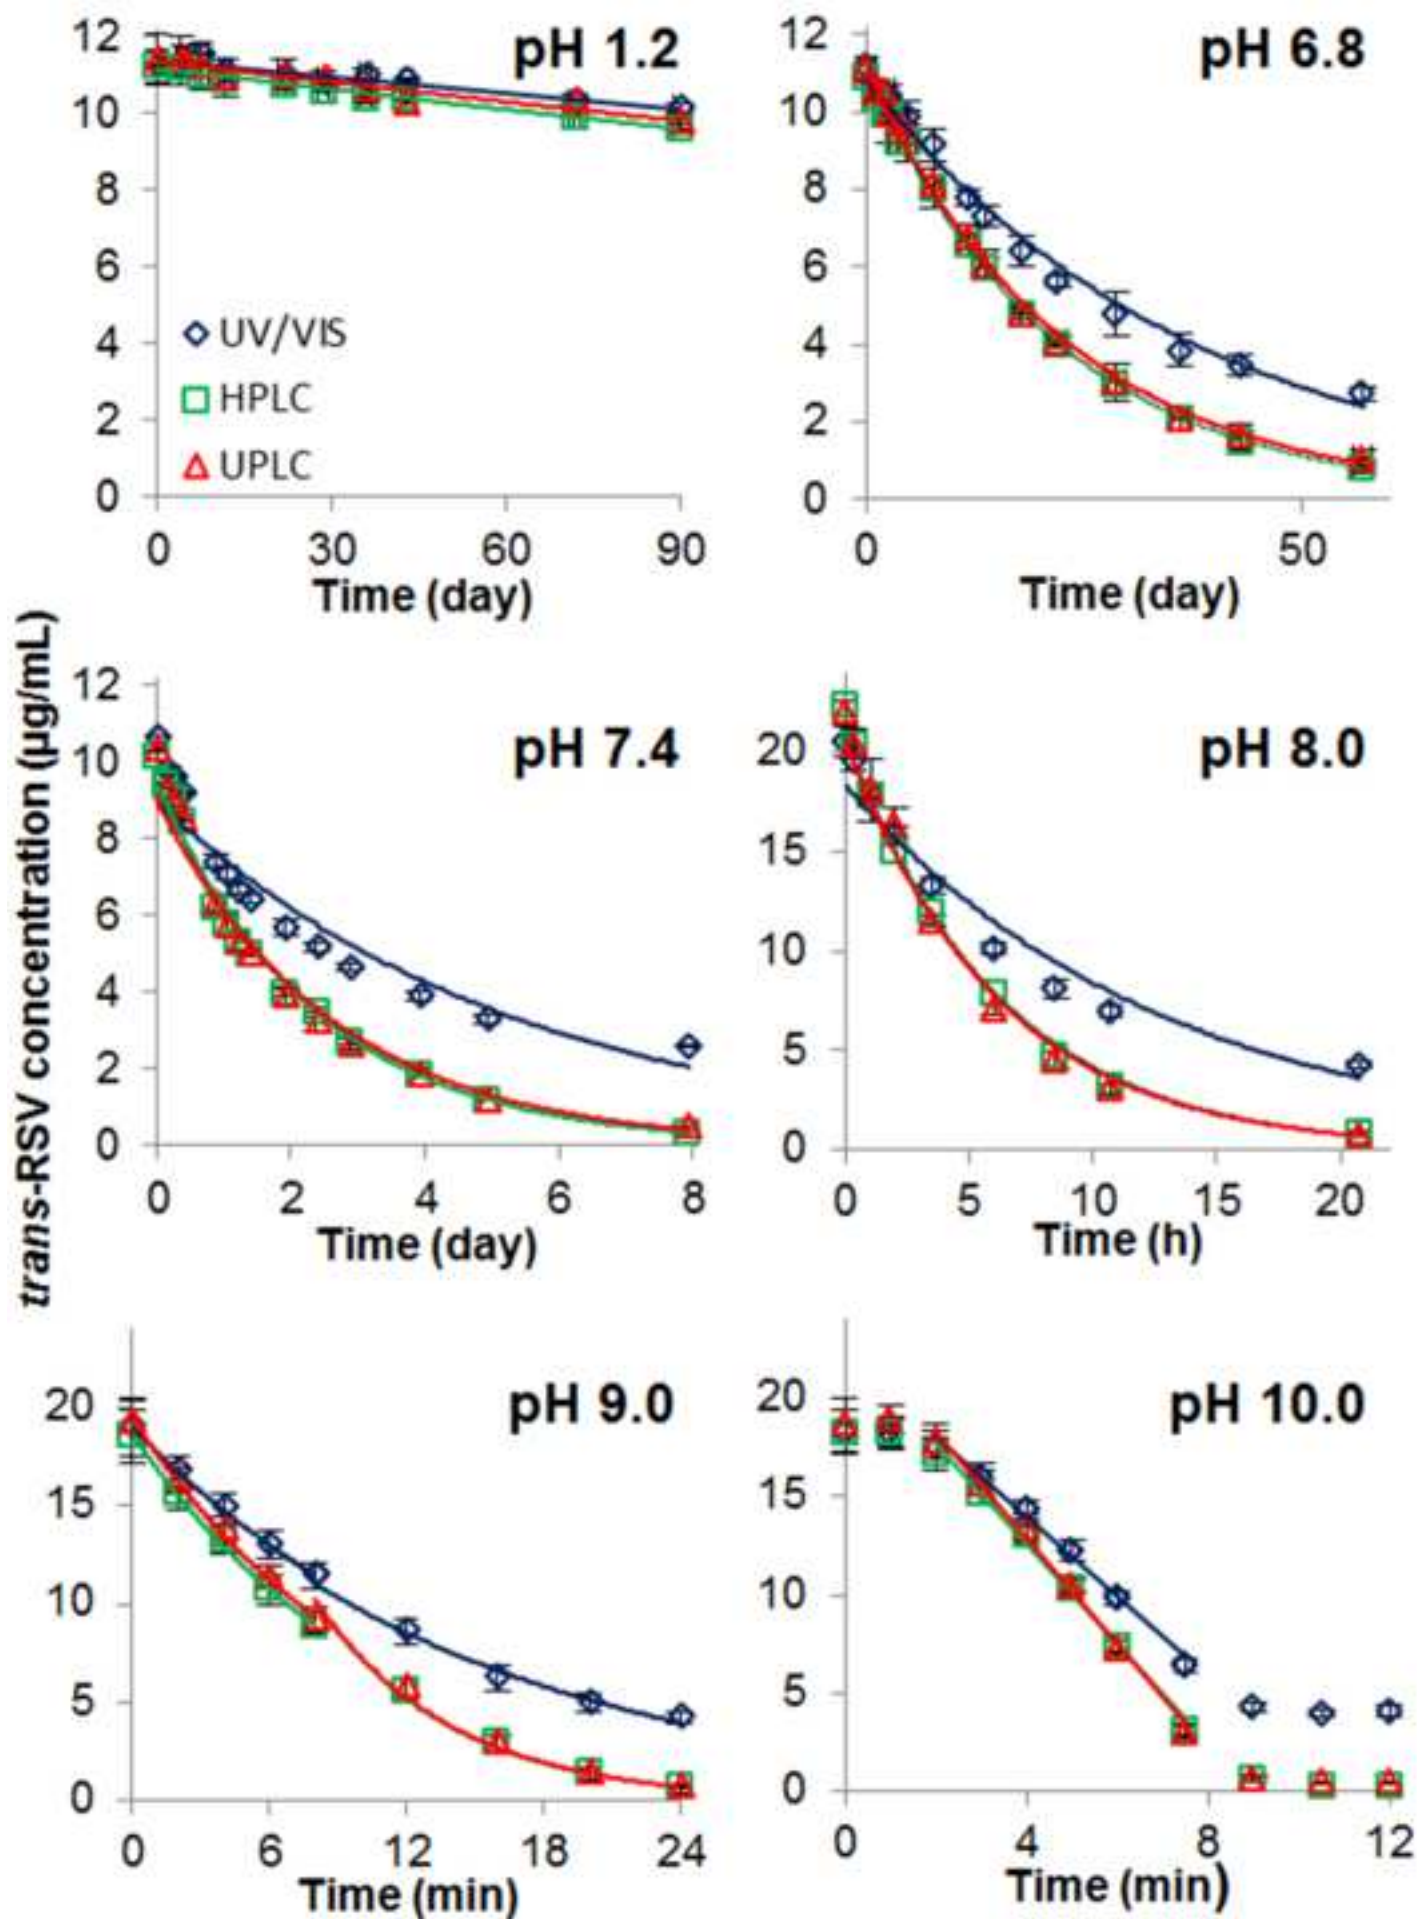 trans-RSV concentration (µg/mL)
pH 1.2
12
10
8
6
4
2
0
UV/VIS
HPLC
UPLC
0 30 60 90
Time (day)
pH 6.8
12
10
8
6
4
2
0
0 50
Time (day)
pH 7.4
12
10
8
6
4
2
0
0 2 4 6 8
Time (day)
pH 8.0
20
15
10
5
0
0 5 10 15 20
Time (h)
pH 9.0
20
15
10
5
0
0 6 12 18 24
Time (min)
pH 10.0
20
15
10
5
0
0 4 8 12
Time (min)